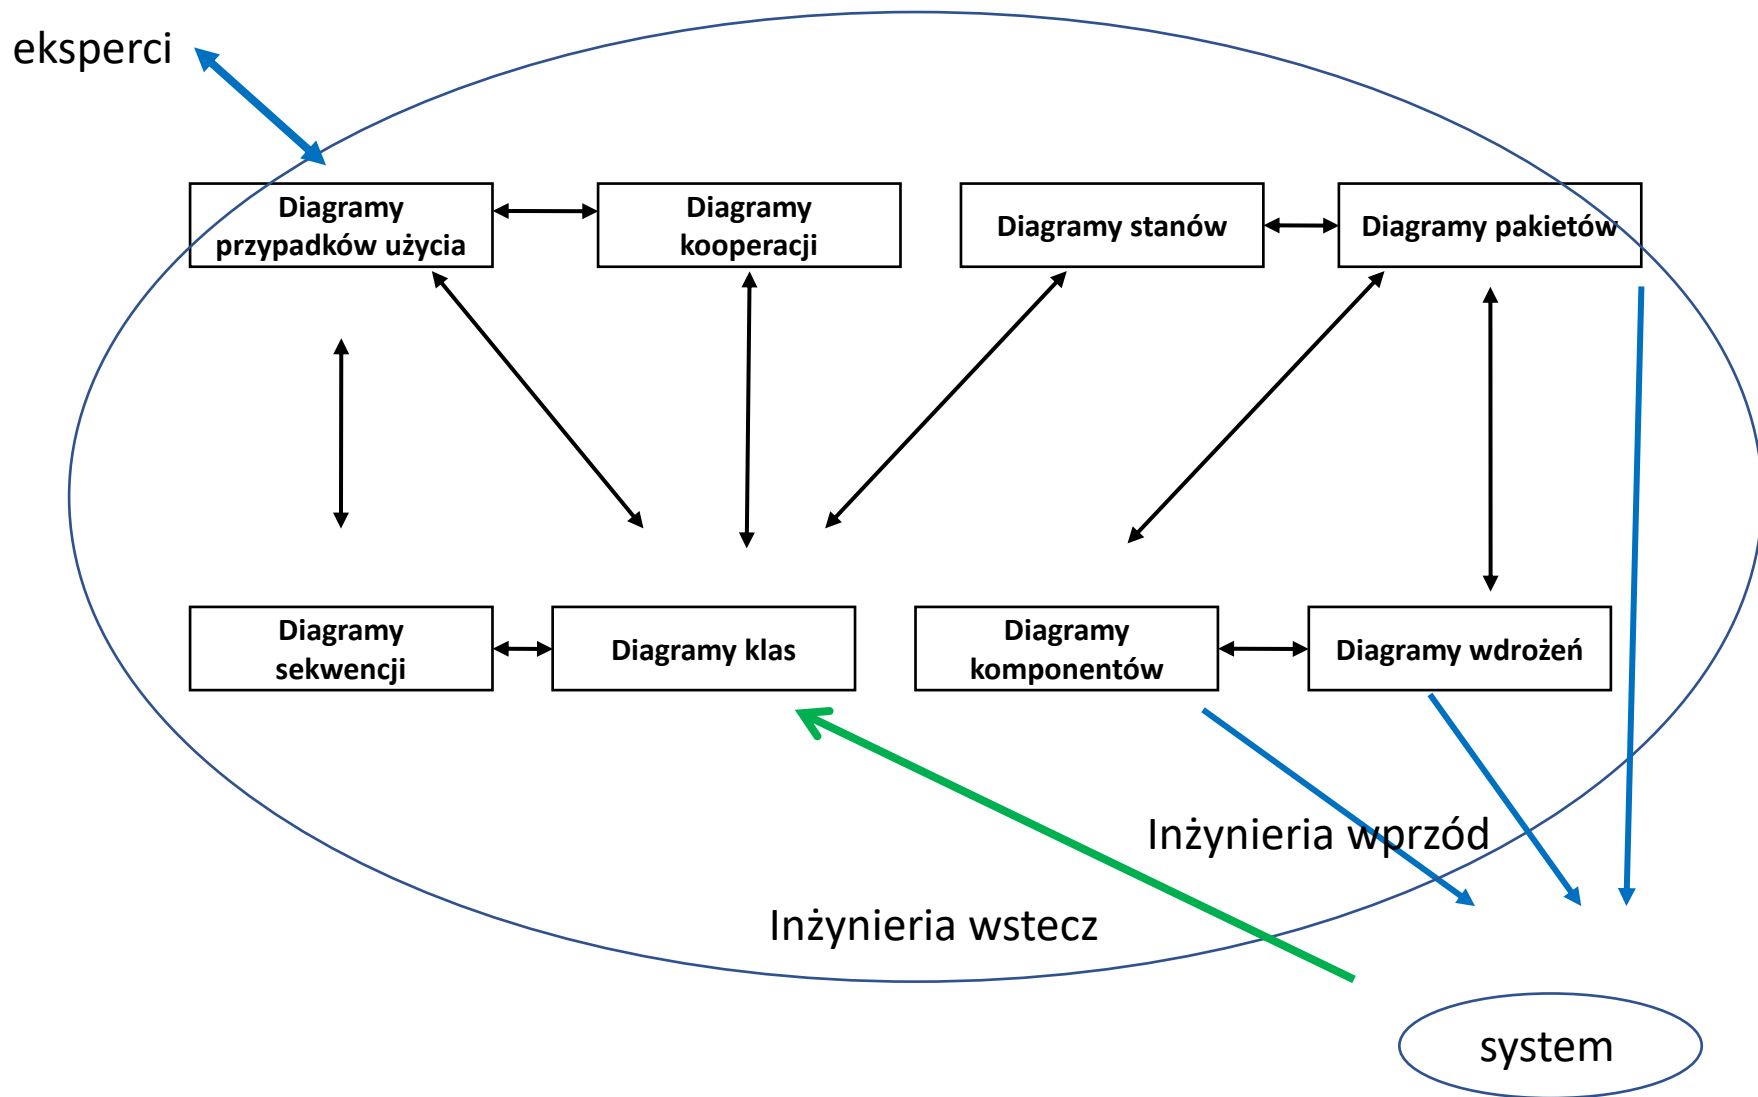 eksperci
Diagramy
przypadków użycia
Diagramy
kooperacji
Diagramy stanów
Diagramy pakietów
Diagramy
sekwencji
Diagramy klas
Diagramy
komponentów
Diagramy wdrożeń
Inżynieria wprzód
Inżynieria wstecz
system